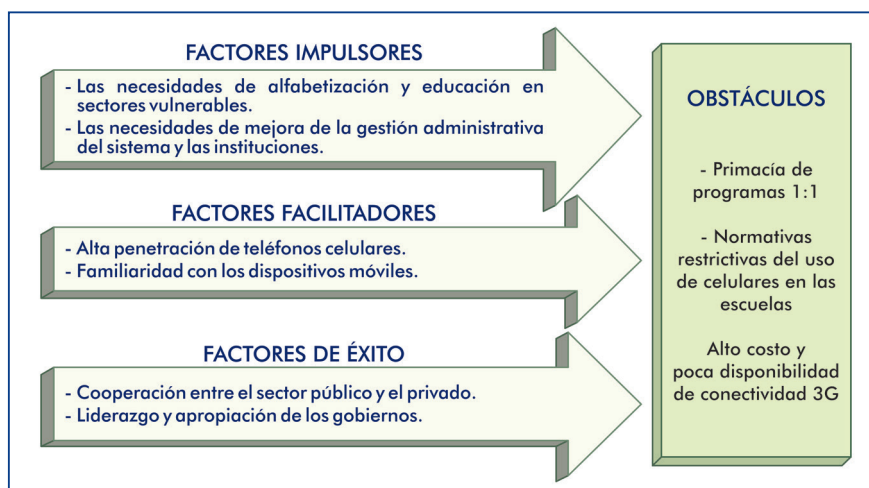 FACTORES IMPULSORES
- Las necesidades de alfabetización y educación en
sectores vulnerables.
- Las necesidades de mejora de la gestión administrativa
del sistema y las instituciones.
FACTORES FACILITADORES
- Alta penetración de teléfonos celulares.
- Familiaridad con los dispositivos móviles.
FACTORES DE ÉXITO
- Cooperación entre el sector público y el privado.
- Liderazgo y apropiación de los gobiernos.
OBSTÁCULOS
- Primacía de
programas 1:1
- Normativas
restrictivas del uso
de celulares en las
escuelas
Alto costo y
poca disponibilidad
de conectividad 3G